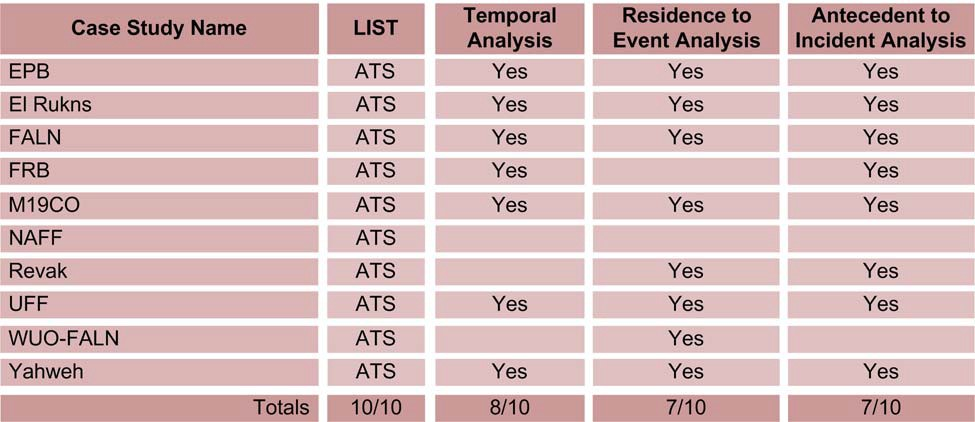 Case Study Name LIST Temporal Analysis Residence to Event Analysis Antecedent to Incident Analysis
EPB ATS Yes Yes Yes
El Rukns ATS Yes Yes Yes
FALN ATS Yes Yes Yes
FRB ATS Yes Yes
M19CO ATS Yes Yes Yes
NAFF ATS
Revak ATS Yes Yes
UFF ATS Yes Yes Yes
WUO-FALN ATS Yes
Yahweh ATS Yes Yes Yes
Totals 10/10 8/10 7/10 7/10